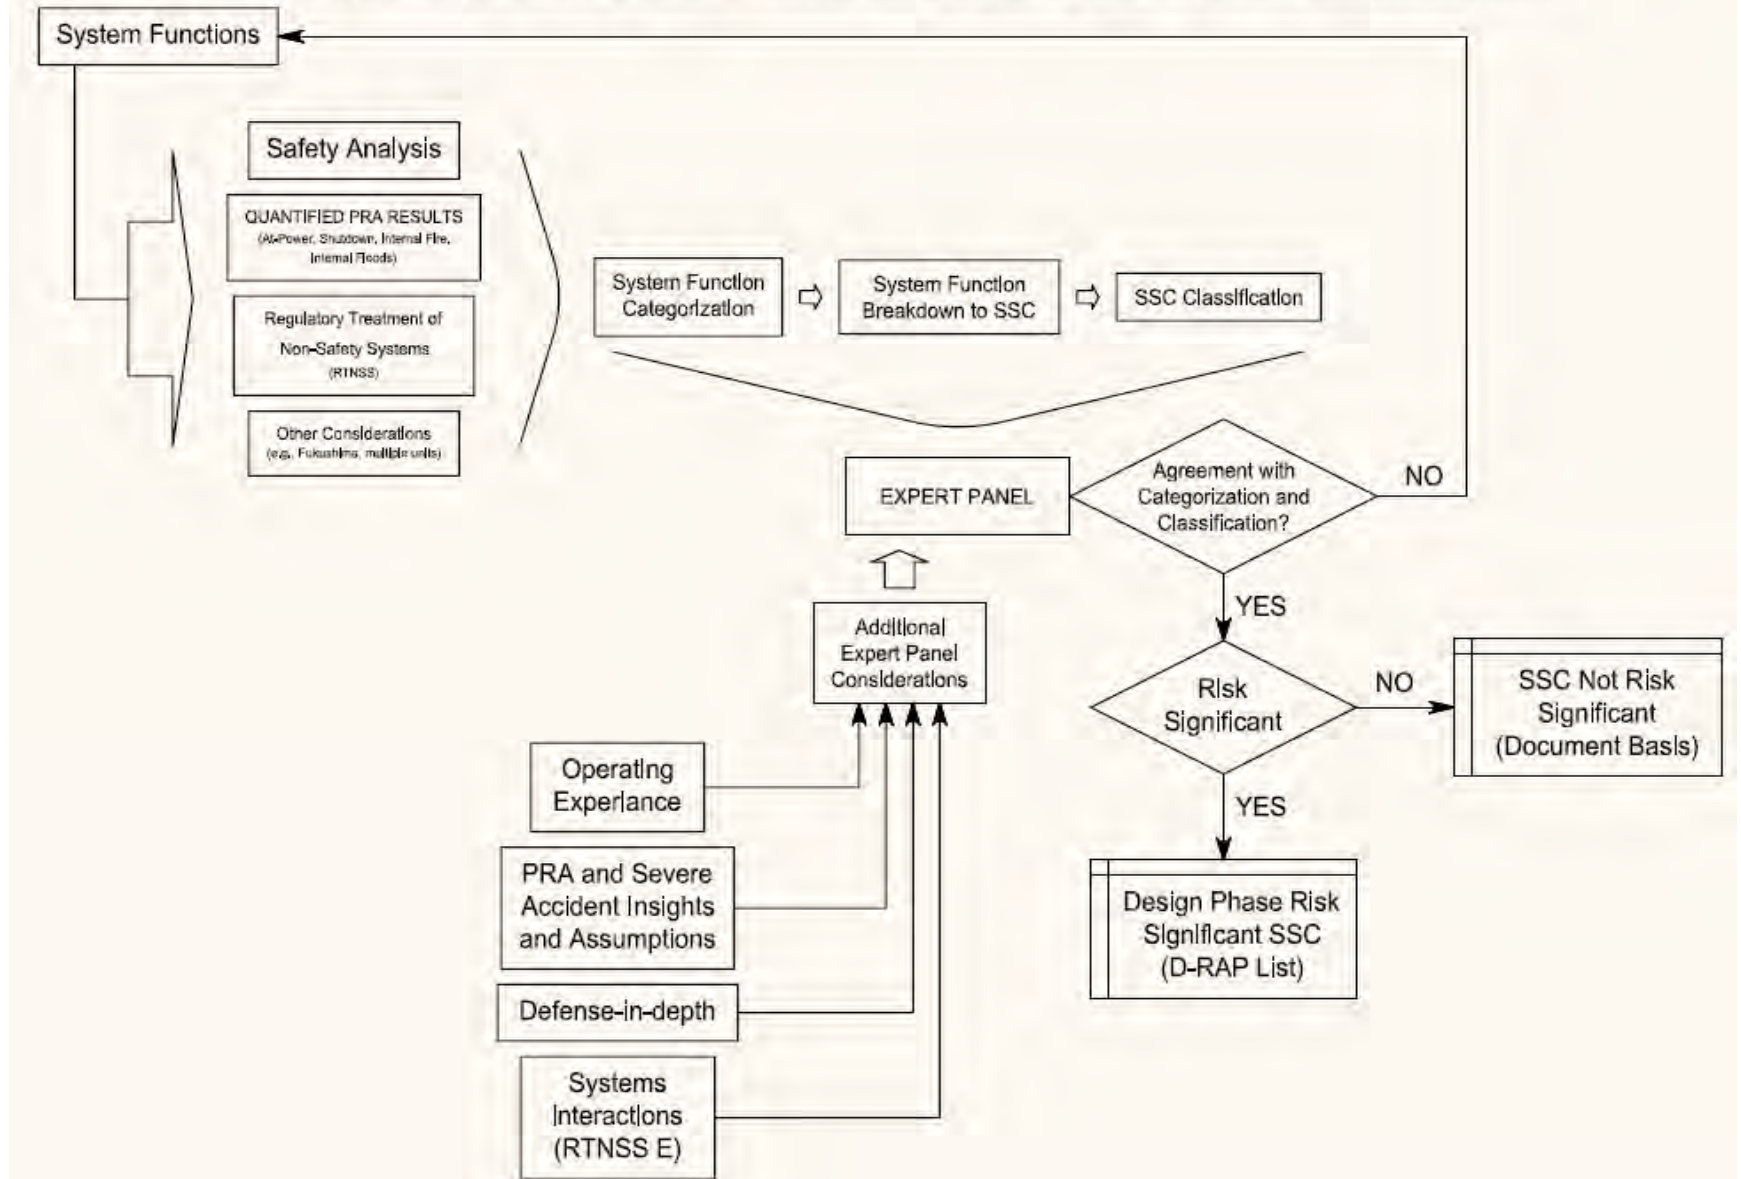 System Functions
Safety Analysis
QUANTIFIED PRA RESULTS
(At-Power, Shutdown, Internal Fire,
Internal Floods)
Regulatory Treatment of
Non-Safety Systems
(RTNSS)
Other Considerations
(e.g., Fukushima, multiple units)
System Function
Categorization
System Function
Breakdown to SSC
SSC Classification
EXPERT PANEL
Agreement with
Categorization and
Classification?
NO
YES
Additional
Expert Panel
Considerations
Risk
Significant
NO
SSC Not Risk
Significant
(Document Basis)
YES
Operating
Experiance
PRA and Severe
Accident Insights
and Assumptions
Defense-in-depth
Systems
Interactions
(RTNSS E)
Design Phase Risk
Significant SSC
(D-RAP List)